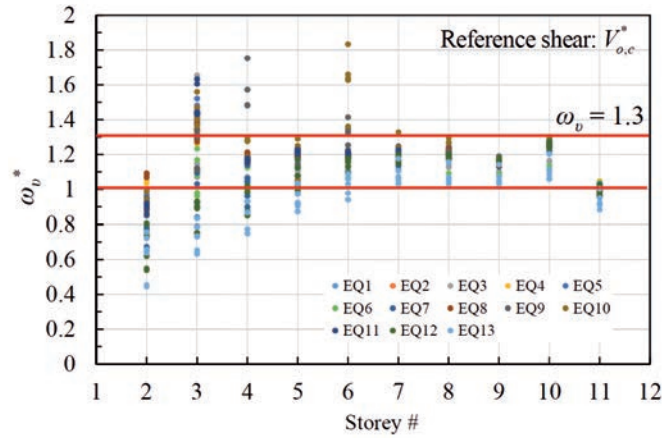 2
1.8
1.6
1.4
1.2
1
0.8
0.6
0.4
0.2
0
ω_υ*
Reference shear: V*_{o,c}
ω_υ = 1.3
EQ1 EQ2 EQ3 EQ4 EQ5
EQ6 EQ7 EQ8 EQ9 EQ10
EQ11 EQ12 EQ13
1 2 3 4 5 6 7 8 9 10 11 12
Storey #